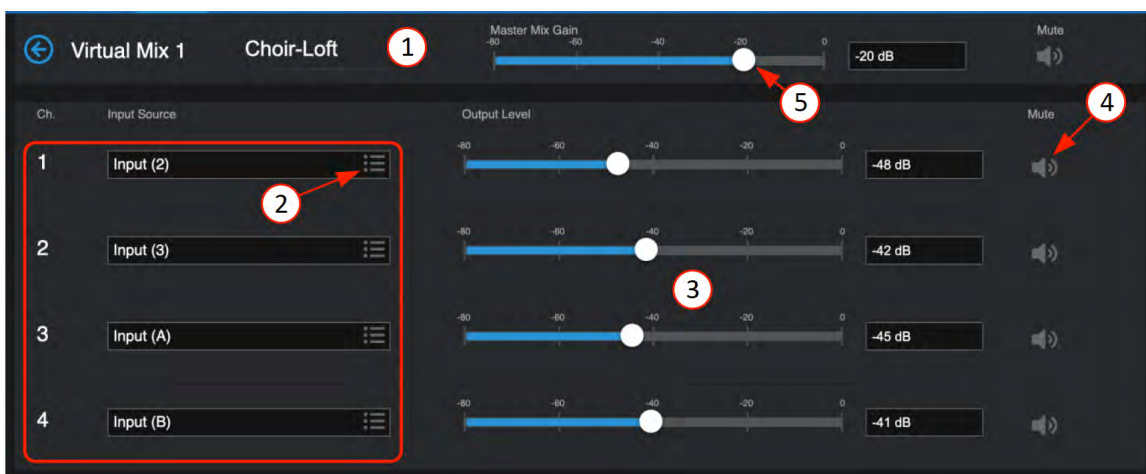 Virtual Mix 1 Choir-Loft 1 Master Mix Gain Mute
-80 -60 -40 -20 0
-20 dB
5
4
Ch. Input Source Output Level Mute
-80 -60 -40 -20 0
1 Input (2) -48 dB
2
-80 -60 -40 -20 0
2 Input (3) -42 dB
3
-80 -60 -40 -20 0
3 Input (A) -45 dB
-80 -60 -40 -20 0
4 Input (B) -41 dB